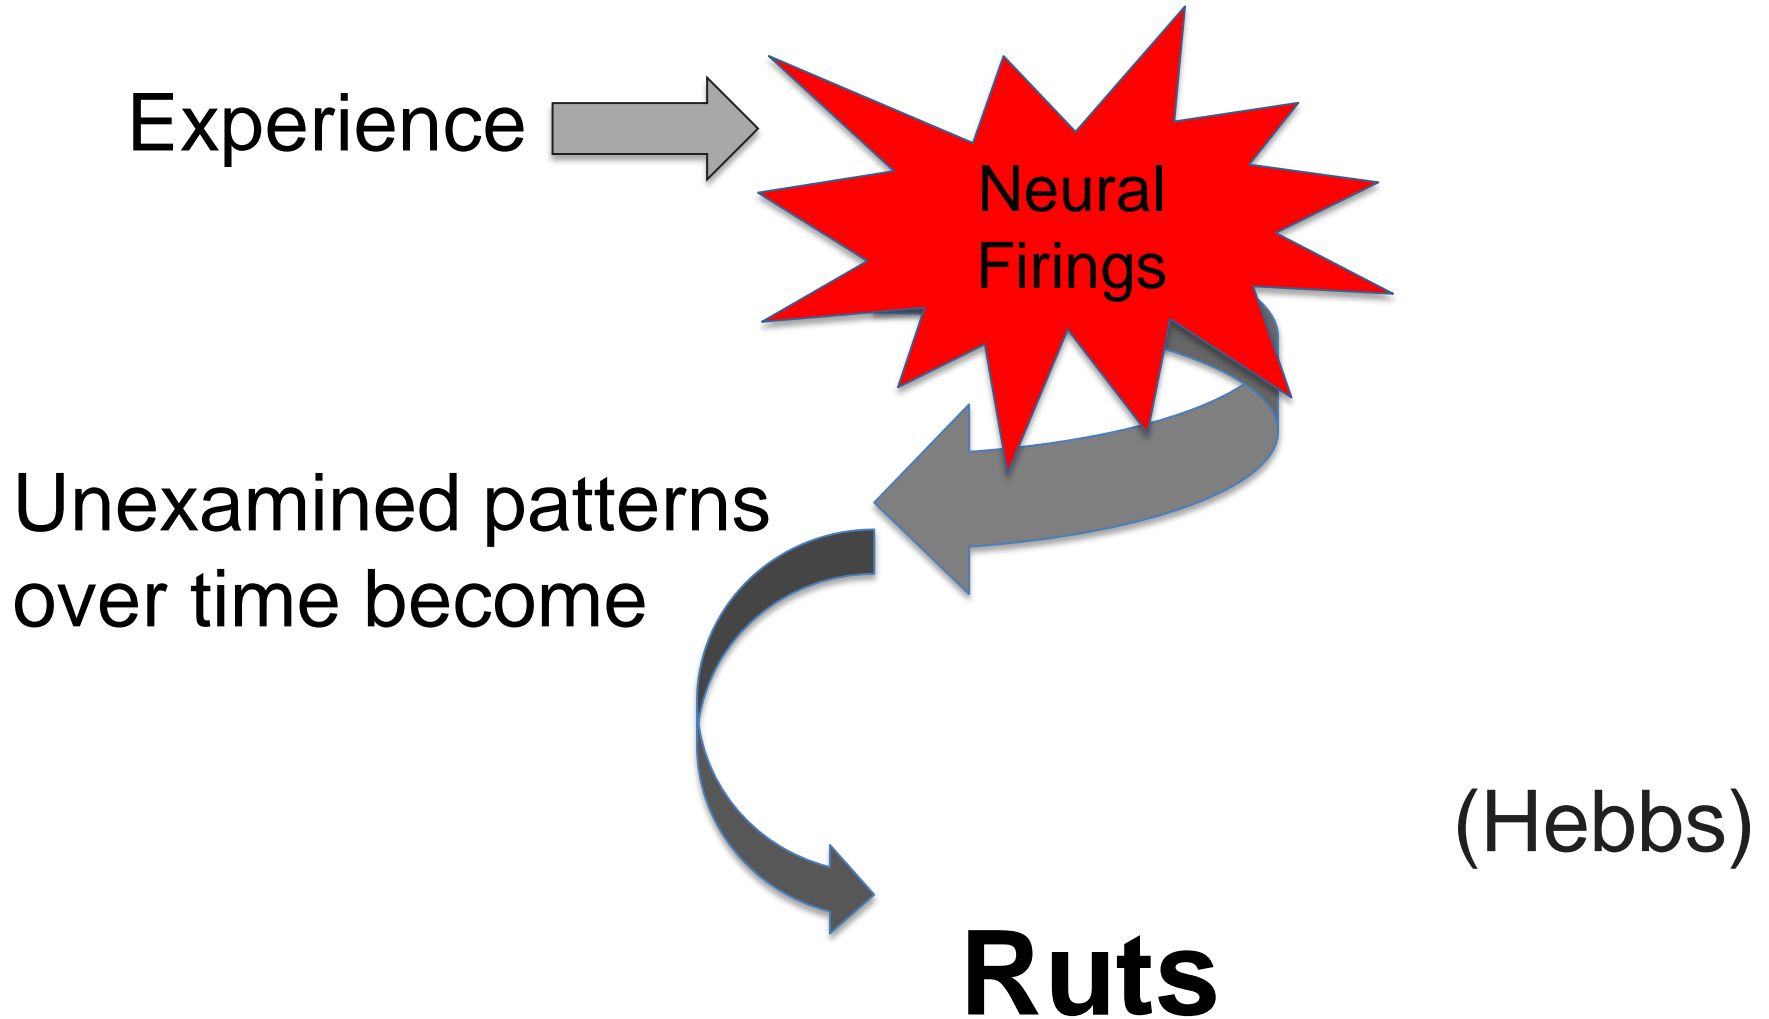 Experience
Neural
Firings
Unexamined patterns
over time become
(Hebbs)
Ruts